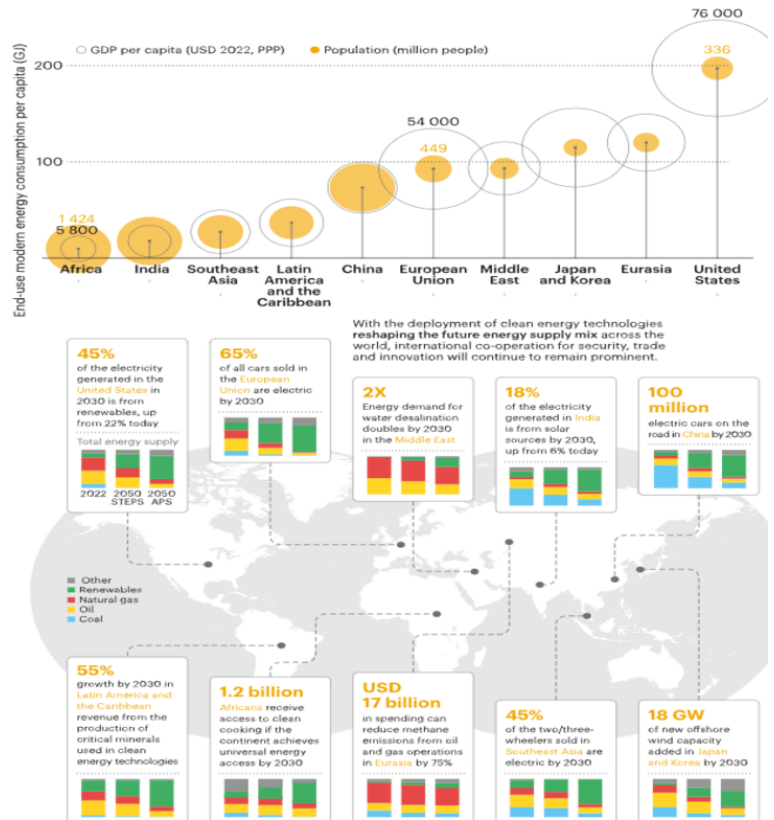 76 000
GDP per capita (USD 2022, PPP)
Population (million people)
336
End-use modern energy consumption per capita (GJ)
200
54 000
449
100
1 424
5 800
Africa
India
Southeast
Asia
Latin
America
and the
Caribbean
China
European
Union
Middle
East
Japan
and Korea
Eurasia
United
States
With the deployment of clean energy technologies
reshaping the future energy supply mix across the
world, international co-operation for security, trade
and innovation will continue to remain prominent.
45%
of the electricity
generated in the
United States in
2030 is from
renewables, up
from 22% today
Total energy supply
2022
2050
STEPS
2050
APS
65%
of all cars sold in
the European
Union are electric
by 2030
2X
Energy demand for
water desalination
doubles by 2030
in the Middle East
18%
of the electricity
generated in India
is from solar
sources by 2030,
up from 6% today
100
million
electric cars on the
road in China by 2030
Other
Renewables
Natural gas
Oil
Coal
55%
growth by 2030 in
Latin America and
the Caribbean
revenue from the
production of
critical minerals
used in clean
energy technologies
1.2 billion
Africans receive
access to clean
cooking if the
continent achieves
universal energy
access by 2030
USD
17 billion
in spending can
reduce methane
emissions from oil
and gas operations
in Eurasia by 75%
45%
of the two/three-
wheelers sold in
Southeast Asia are
electric by 2030
18 GW
of new offshore
wind capacity
added in Japan
and Korea by 2030